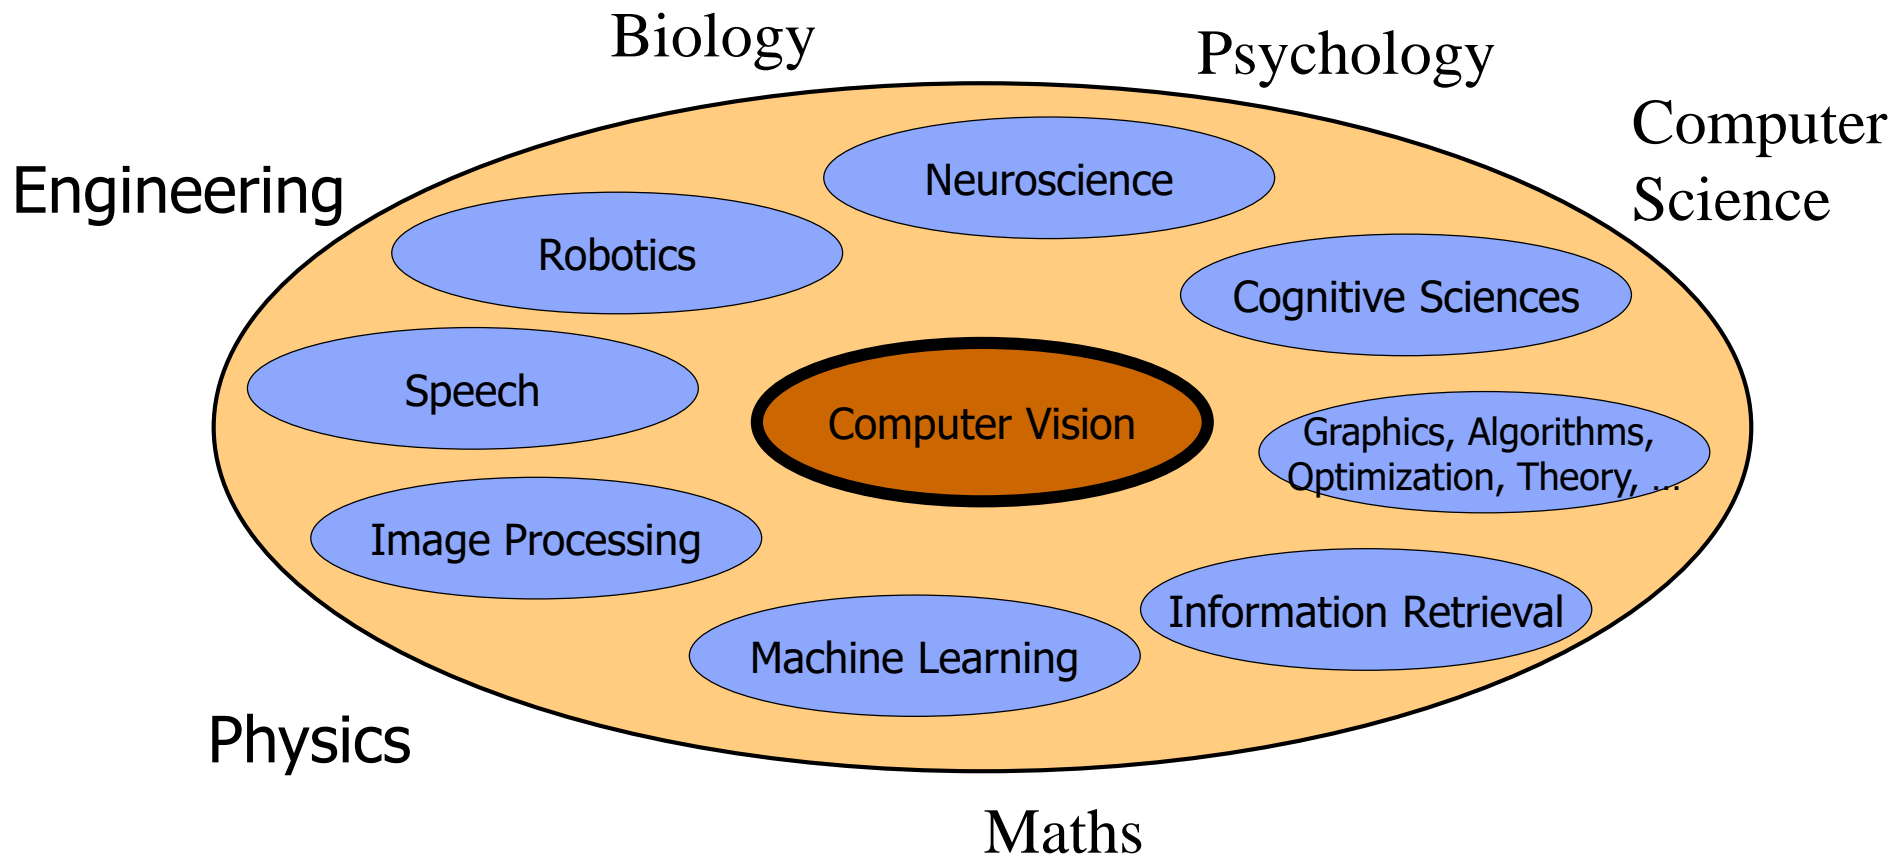 Biology
Psychology
Computer
Science
Engineering
Neuroscience
Robotics
Cognitive Sciences
Speech
Computer Vision
Graphics, Algorithms,
Optimization, Theory, ...
Image Processing
Information Retrieval
Machine Learning
Physics
Maths